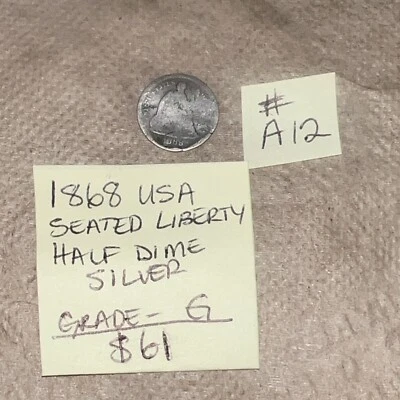 #
A12
1868 USA
SEATED LIBERTY
HALF DIME
SILVER
GRADE - G
$61